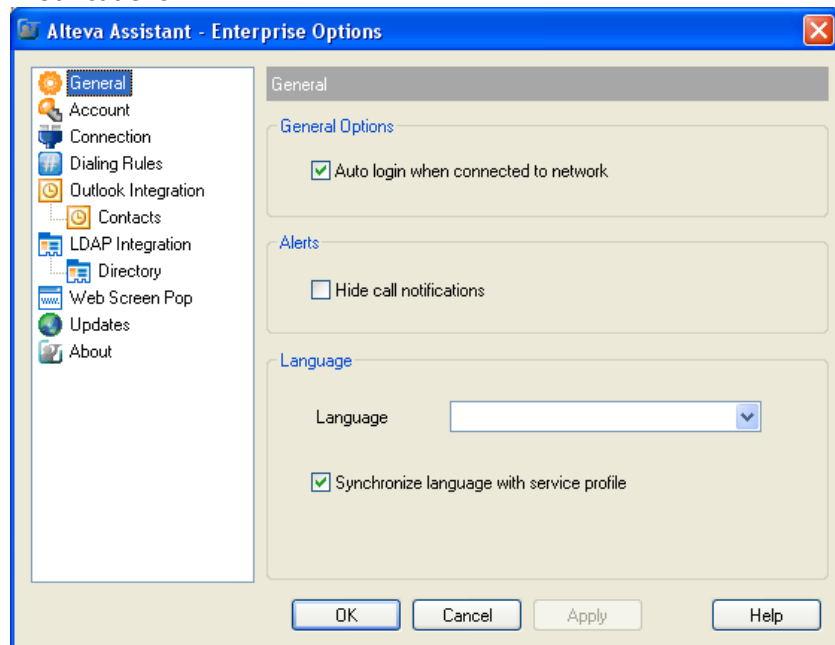 Alteva Assistant - Enterprise Options
General
Account
Connection
Dialing Rules
Outlook Integration
Contacts
LDAP Integration
Directory
Web Screen Pop
Updates
About
General
General Options
Auto login when connected to network
Alerts
Hide call notifications
Language
Language
Synchronize language with service profile
OK Cancel Apply Help